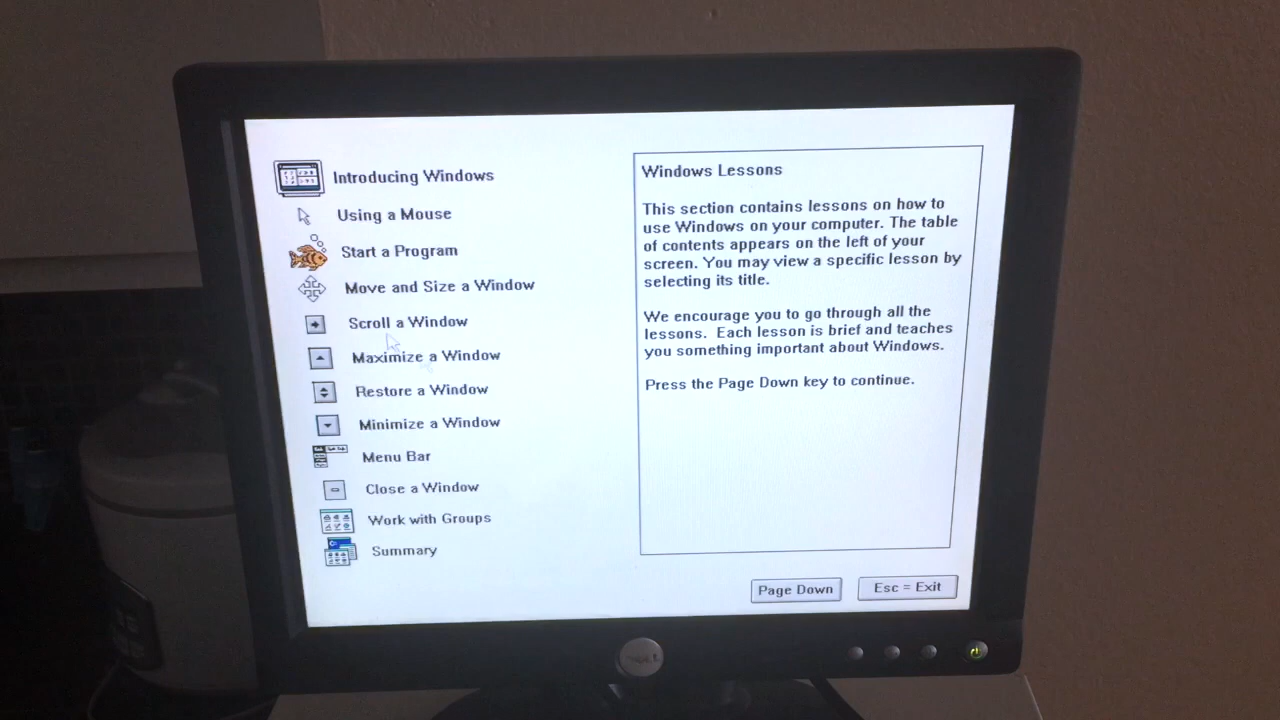 Introducing Windows
Using a Mouse
Start a Program
Move and Size a Window
Scroll a Window
Maximize a Window
Restore a Window
Minimize a Window
Menu Bar
Close a Window
Work with Groups
Summary
Windows Lessons
This section contains lessons on how to
use Windows on your computer. The table
of contents appears on the left of your
screen. You may view a specific lesson by
selecting its title.
We encourage you to go through all the
lessons. Each lesson is brief and teaches
you something important about Windows.
Press the Page Down key to continue.
Page Down
Esc = Exit